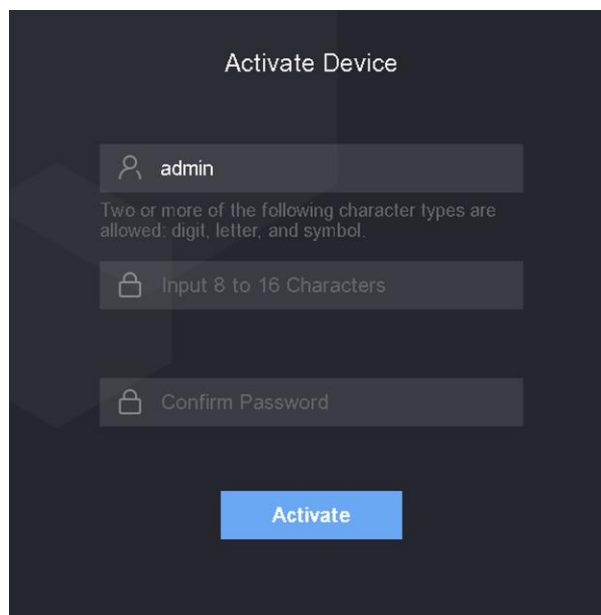 Activate Device
admin
Two or more of the following character types are
allowed: digit, letter, and symbol.
Input 8 to 16 Characters
Confirm Password
Activate